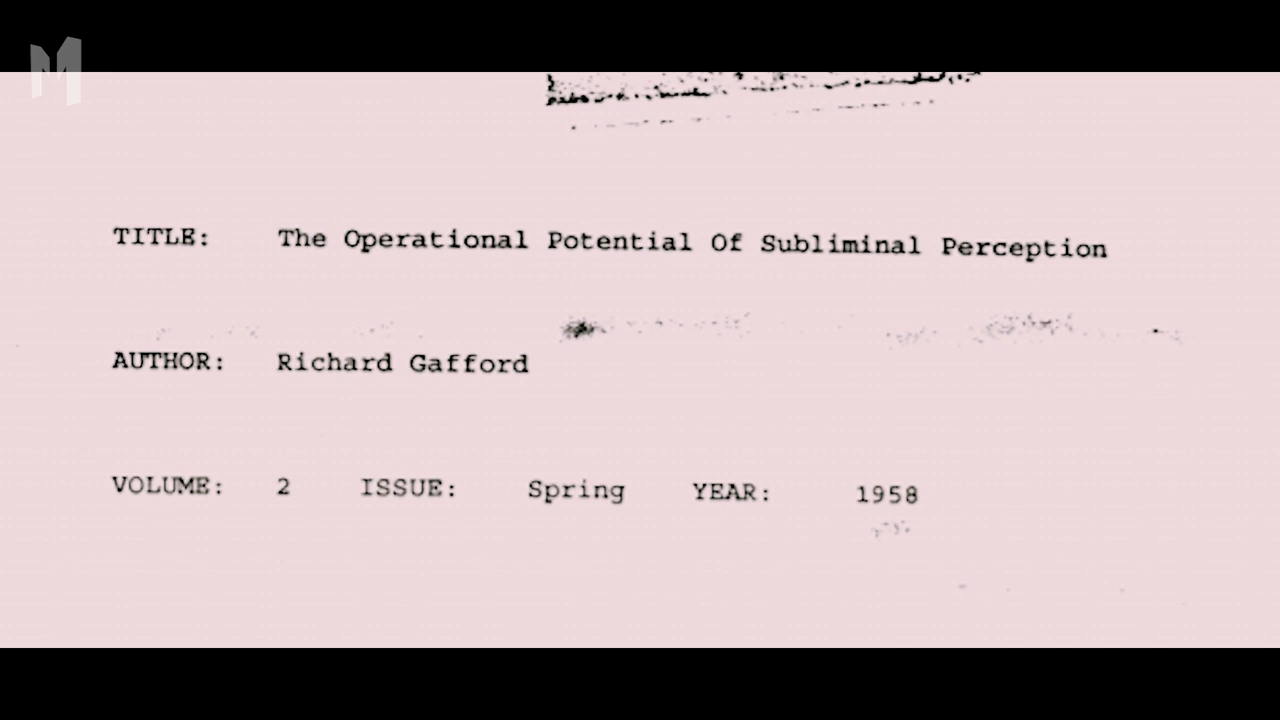 M
TITLE: The Operational Potential Of Subliminal Perception
AUTHOR: Richard Gafford
VOLUME: 2 ISSUE: Spring YEAR: 1958